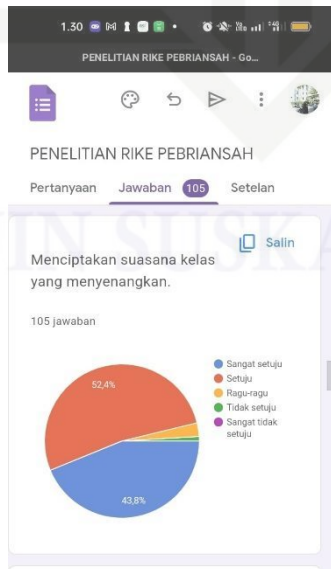 1.30
PENELITIAN RIKE PEBRIANSAH - Go...
PENELITIAN RIKE PEBRIANSAH
Pertanyaan Jawaban 105 Setelan
Salin
Menciptakan suasana kelas
yang menyenangkan.
105 jawaban
Sangat setuju
Setuju
Ragu-ragu
Tidak setuju
Sangat tidak
setuju
52,4%
43,8%